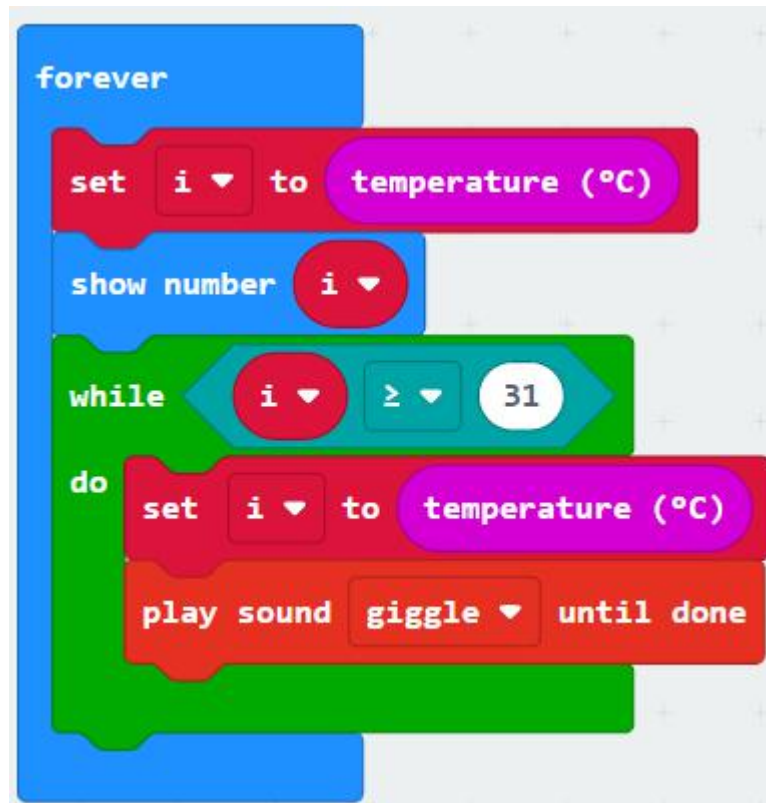 forever
set i to temperature (°C)
show number i
while i ≥ 31
do
set i to temperature (°C)
play sound giggle until done